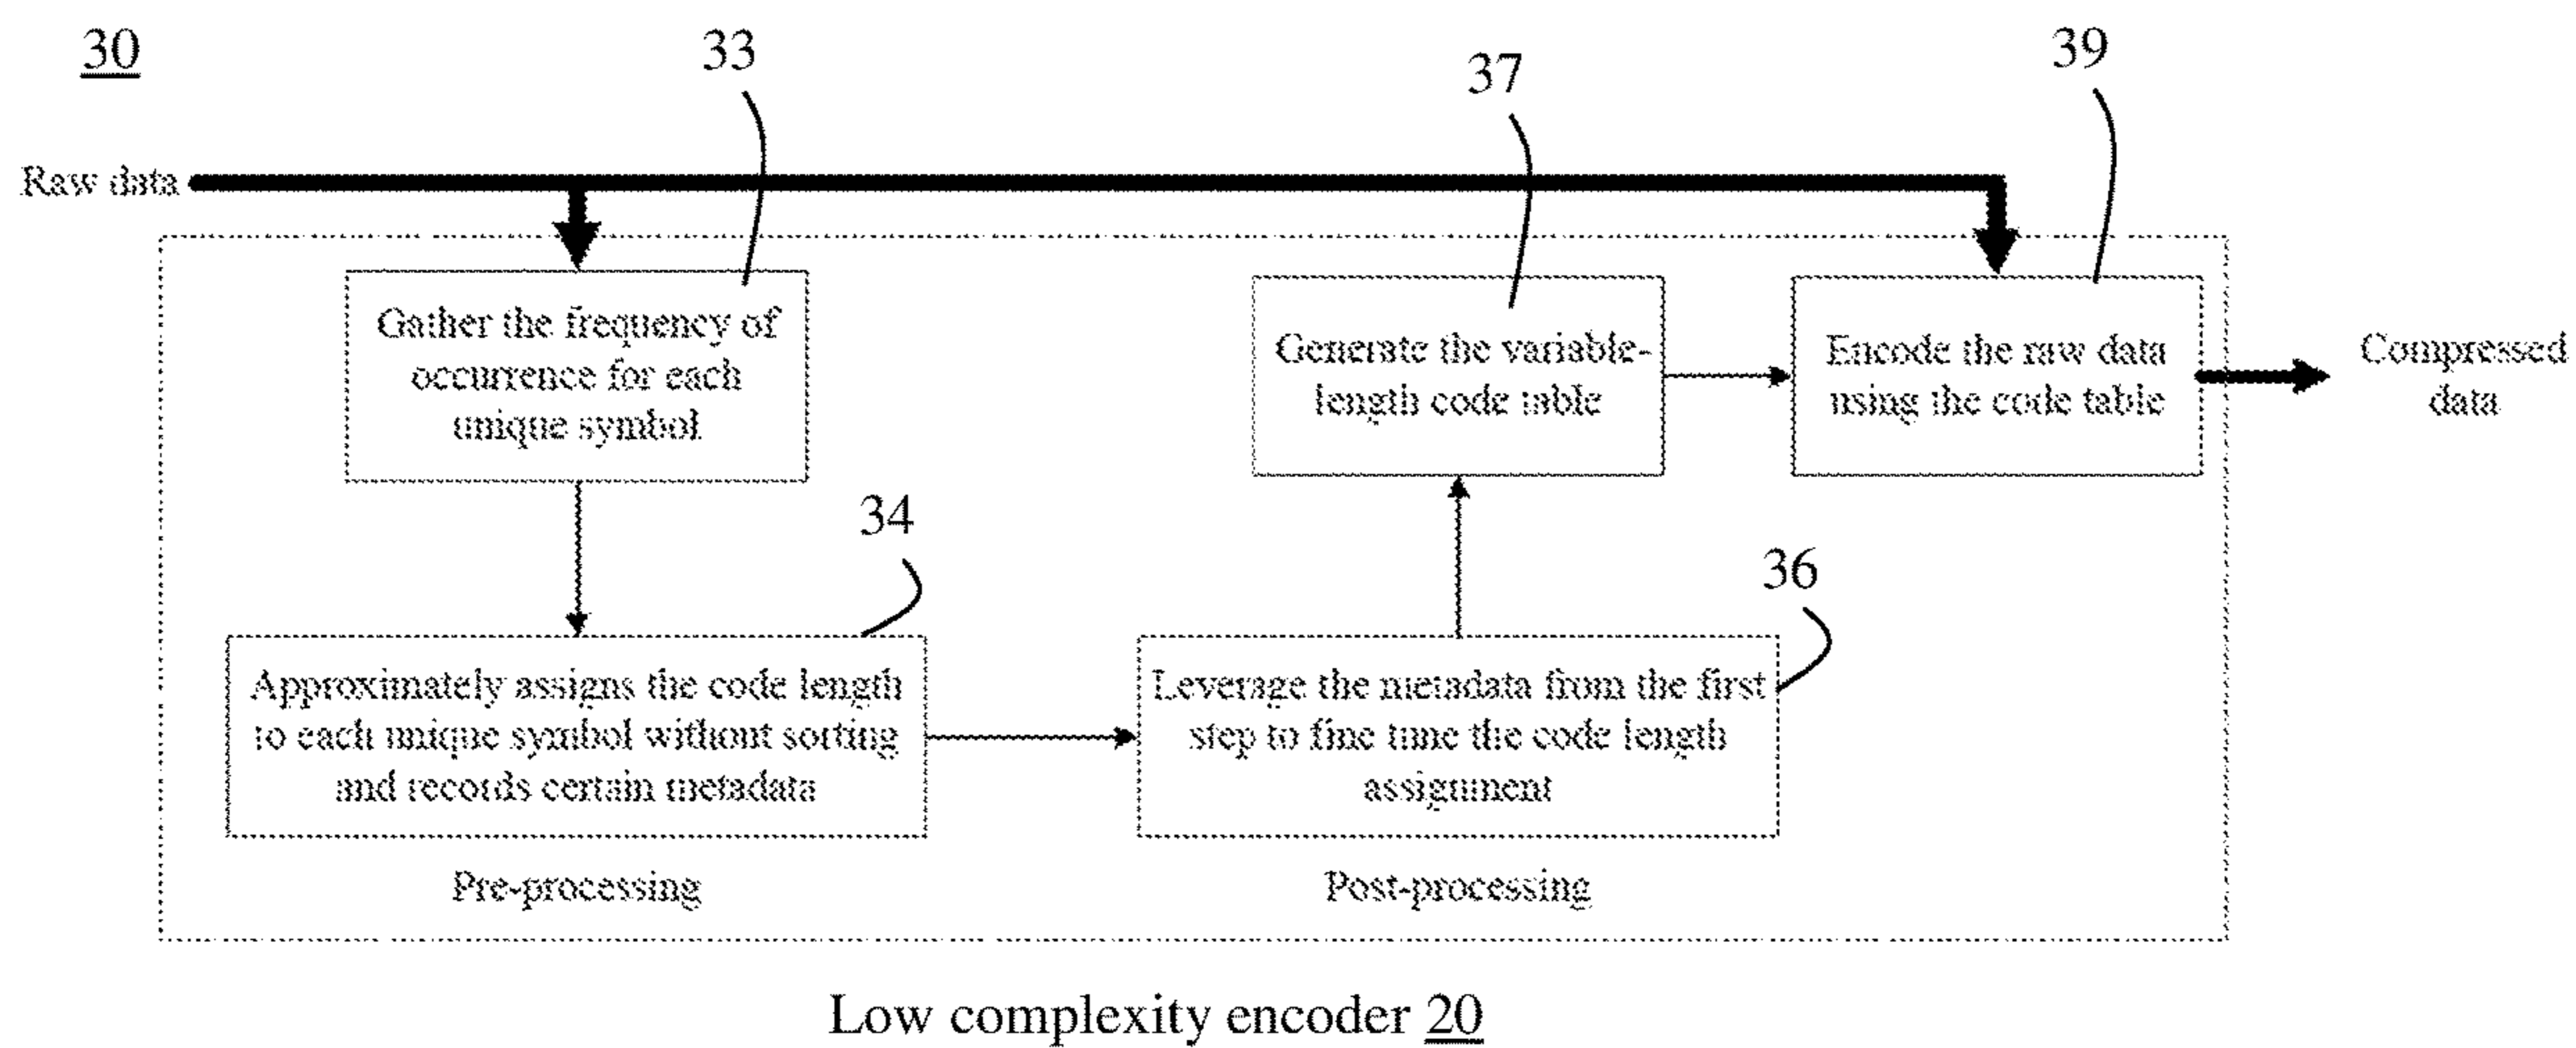 30
33
37
39
Raw data
Gather the frequency of
occurrence for each
unique symbol
Generate the variable-
length code table
Encode the raw data
using the code table
Compressed
data
34
36
Approximately assigns the code length
to each unique symbol without sorting
and records certain metadata
Leverage the metadata from the first
step to fine tune the code length
assignment
Pre-processing
Post-processing
Low complexity encoder 20